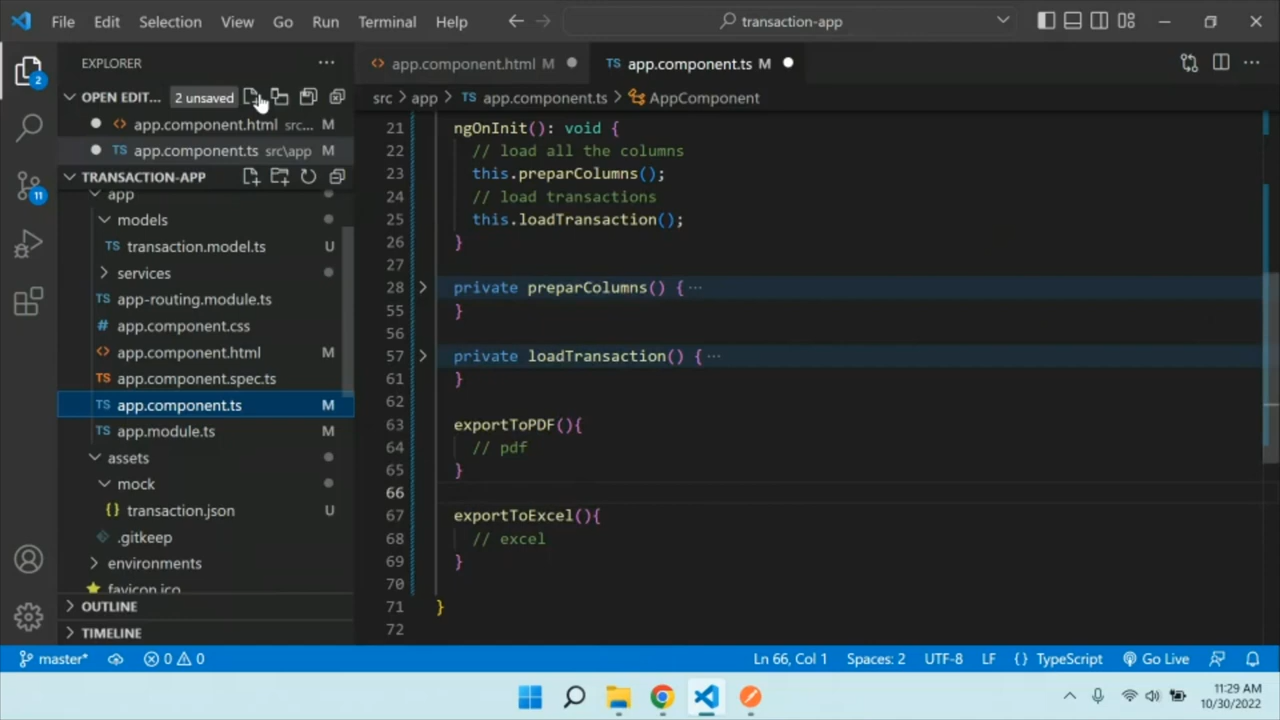 File Edit Selection View Go Run Terminal Help
transaction-app
EXPLORER
2
OPEN EDIT... 2 unsaved
app.component.html src... M
TS app.component.ts src\app M
TRANSACTION-APP
app
models
TS transaction.model.ts U
services
TS app-routing.module.ts
# app.component.css
<> app.component.html M
TS app.component.spec.ts
TS app.component.ts M
TS app.module.ts M
assets
mock
{} transaction.json U
.gitkeep
environments
favicon.ico
OUTLINE
TIMELINE
11
<> app.component.html M
TS app.component.ts M
src > app > TS app.component.ts > AppComponent
21 ngOnInit(): void {
22 // load all the columns
23 this.preparColumns();
24 // load transactions
25 this.loadTransaction();
26 }
27
28 private preparColumns() { ...
55 }
56
57 private loadTransaction() { ...
61 }
62
63 exportToPDF(){
64 // pdf
65 }
66
67 exportToExcel(){
68 // excel
69 }
70
71 }
72
master* 0 0 Ln 66, Col 1 Spaces: 2 UTF-8 LF {} TypeScript Go Live
11:29 AM
10/30/2022